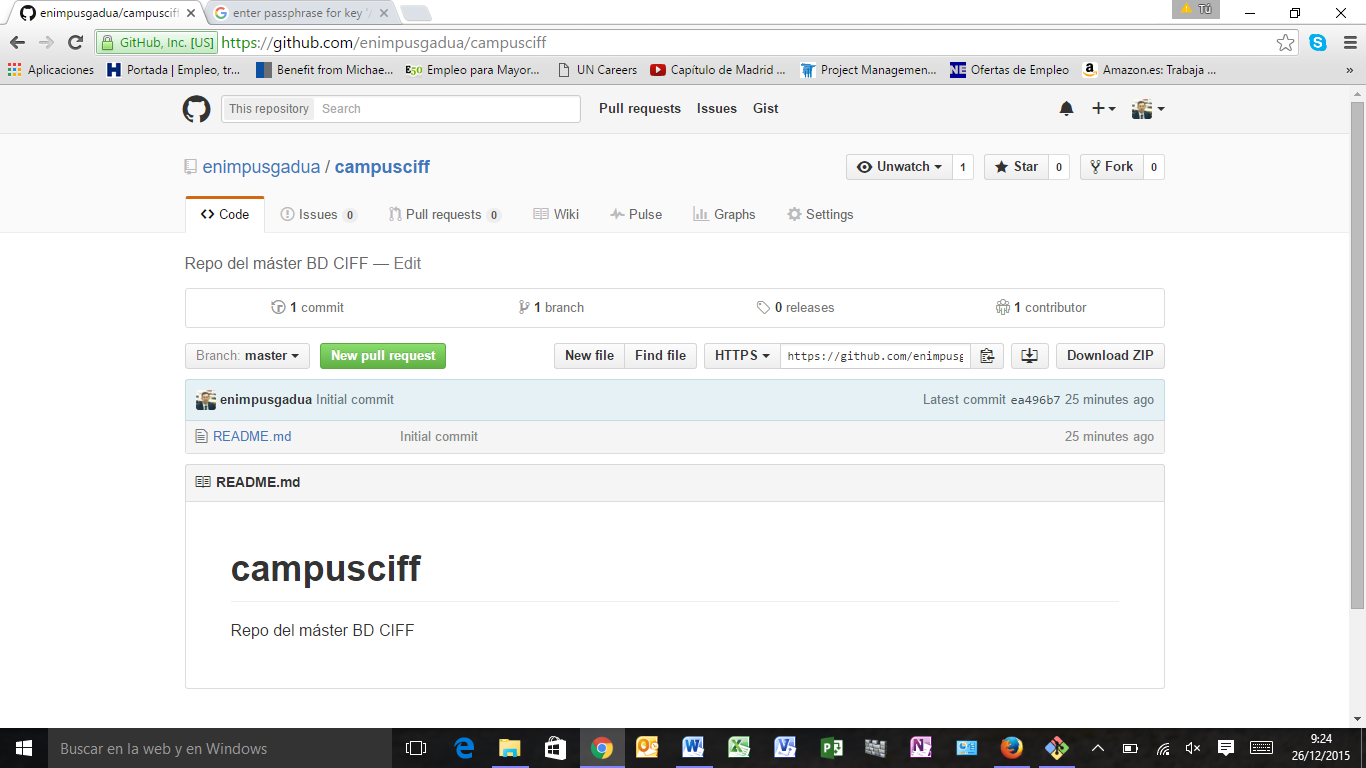 enimpusgadua/campusciff
enter passphrase for key '/
Tú
GitHub, Inc. [US] https://github.com/enimpusgadua/campusciff
Aplicaciones Portada | Empleo, tr... Benefit from Michae... E50 Empleo para Mayor... UN Careers Capítulo de Madrid ... Project Managemen... NE Ofertas de Empleo Amazon.es: Trabaja ... »
This repository Search Pull requests Issues Gist
enimpusgadua / campusciff Unwatch 1 Star 0 Fork 0
Code Issues 0 Pull requests 0 Wiki Pulse Graphs Settings
Repo del máster BD CIFF — Edit
1 commit 1 branch 0 releases 1 contributor
Branch: master New pull request New file Find file HTTPS https://github.com/enimpusg Download ZIP
enimpusgadua Initial commit Latest commit ea496b7 25 minutes ago
README.md Initial commit 25 minutes ago
README.md
campusciff
Repo del máster BD CIFF
Buscar en la web y en Windows
9:24
26/12/2015